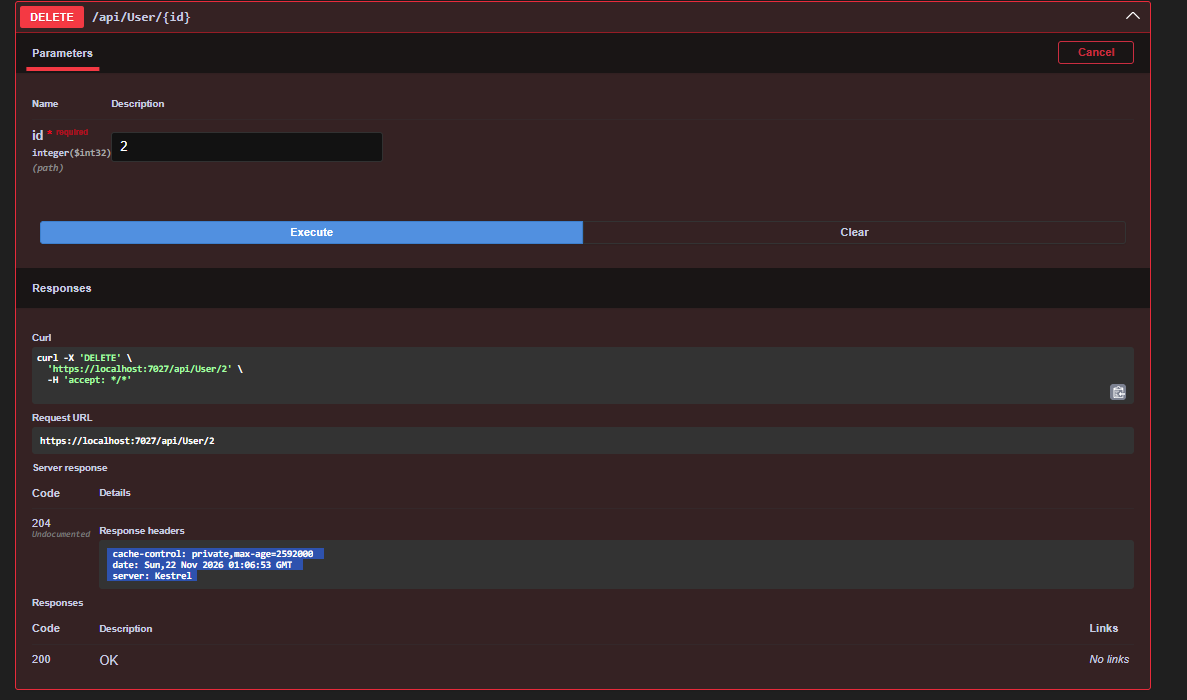 DELETE /api/User/{id}
Parameters
Cancel
Name Description
id * required
integer($int32)
(path)
2
Execute Clear
Responses
Curl
curl -X 'DELETE' \
'https://localhost:7027/api/User/2' \
-H 'accept: */*'
Request URL
https://localhost:7027/api/User/2
Server response
Code Details
204
Undocumented
Response headers
cache-control: private,max-age=2592000
date: Sun,22 Nov 2026 01:06:53 GMT
server: Kestrel
Responses
Code Description Links
200 OK No links